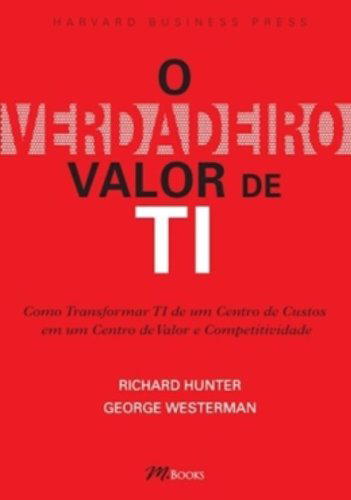 HARVARD BUSINESS PRESS
O
VERDADEIRO
VALOR DE
TI
Como Transformar TI de um Centro de Custos
em um Centro de Valor e Competitividade
RICHARD HUNTER
GEORGE WESTERMAN
M.BOOKS